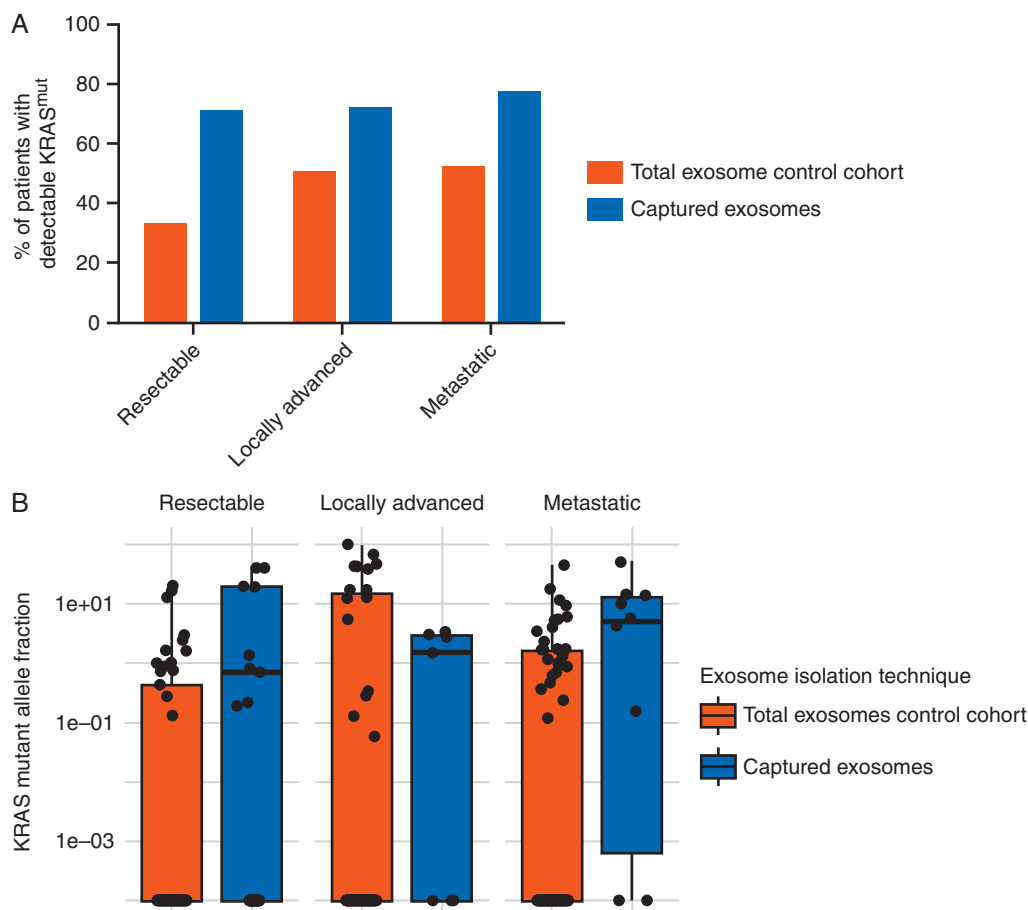 A
100
80
60
40
20
0
% of patients with
detectable KRASmut
Resectable
Locally advanced
Metastatic
Total exosome control cohort
Captured exosomes
B
Resectable
Locally advanced
Metastatic
1e+01
1e–01
1e–03
KRAS mutant allele fraction
Exosome isolation technique
Total exosomes control cohort
Captured exosomes